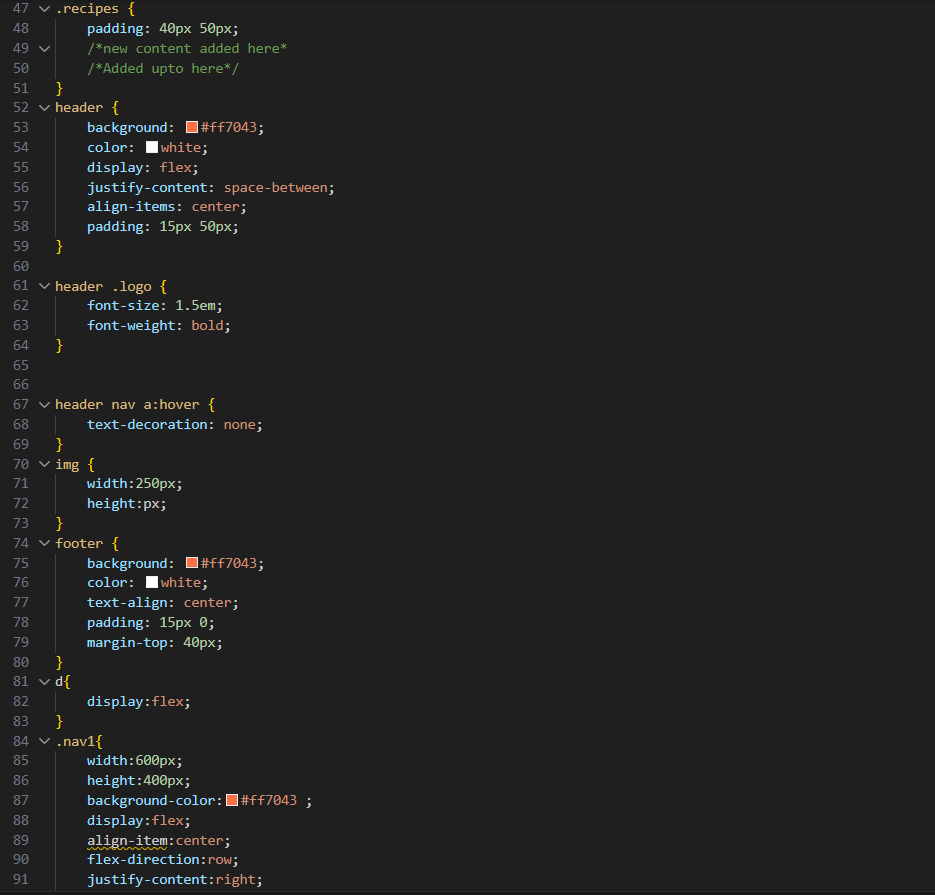 47 .recipes {
48 padding: 40px 50px;
49 /*new content added here*
50 /*Added upto here*/
51 }
52 header {
53 background: #ff7043;
54 color: white;
55 display: flex;
56 justify-content: space-between;
57 align-items: center;
58 padding: 15px 50px;
59 }
60
61 header .logo {
62 font-size: 1.5em;
63 font-weight: bold;
64 }
65
66
67 header nav a:hover {
68 text-decoration: none;
69 }
70 img {
71 width:250px;
72 height:px;
73 }
74 footer {
75 background: #ff7043;
76 color: white;
77 text-align: center;
78 padding: 15px 0;
79 margin-top: 40px;
80 }
81 d{
82 display:flex;
83 }
84 .nav1{
85 width:600px;
86 height:400px;
87 background-color:#ff7043 ;
88 display:flex;
89 align-item:center;
90 flex-direction:row;
91 justify-content:right;